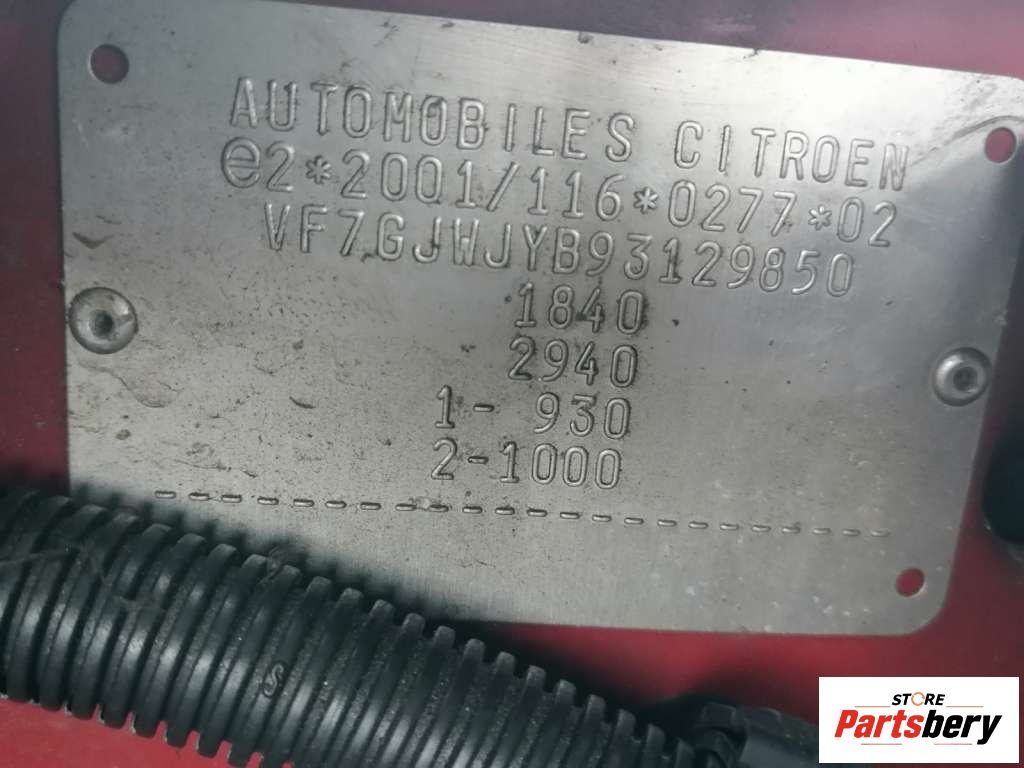 AUTOMOBILES CITROEN
e2*2001/116*0277*02
VF7GJWJYB93129850
1840
2940
1- 930
2-1000
----------------------
S
STORE
Partsbery